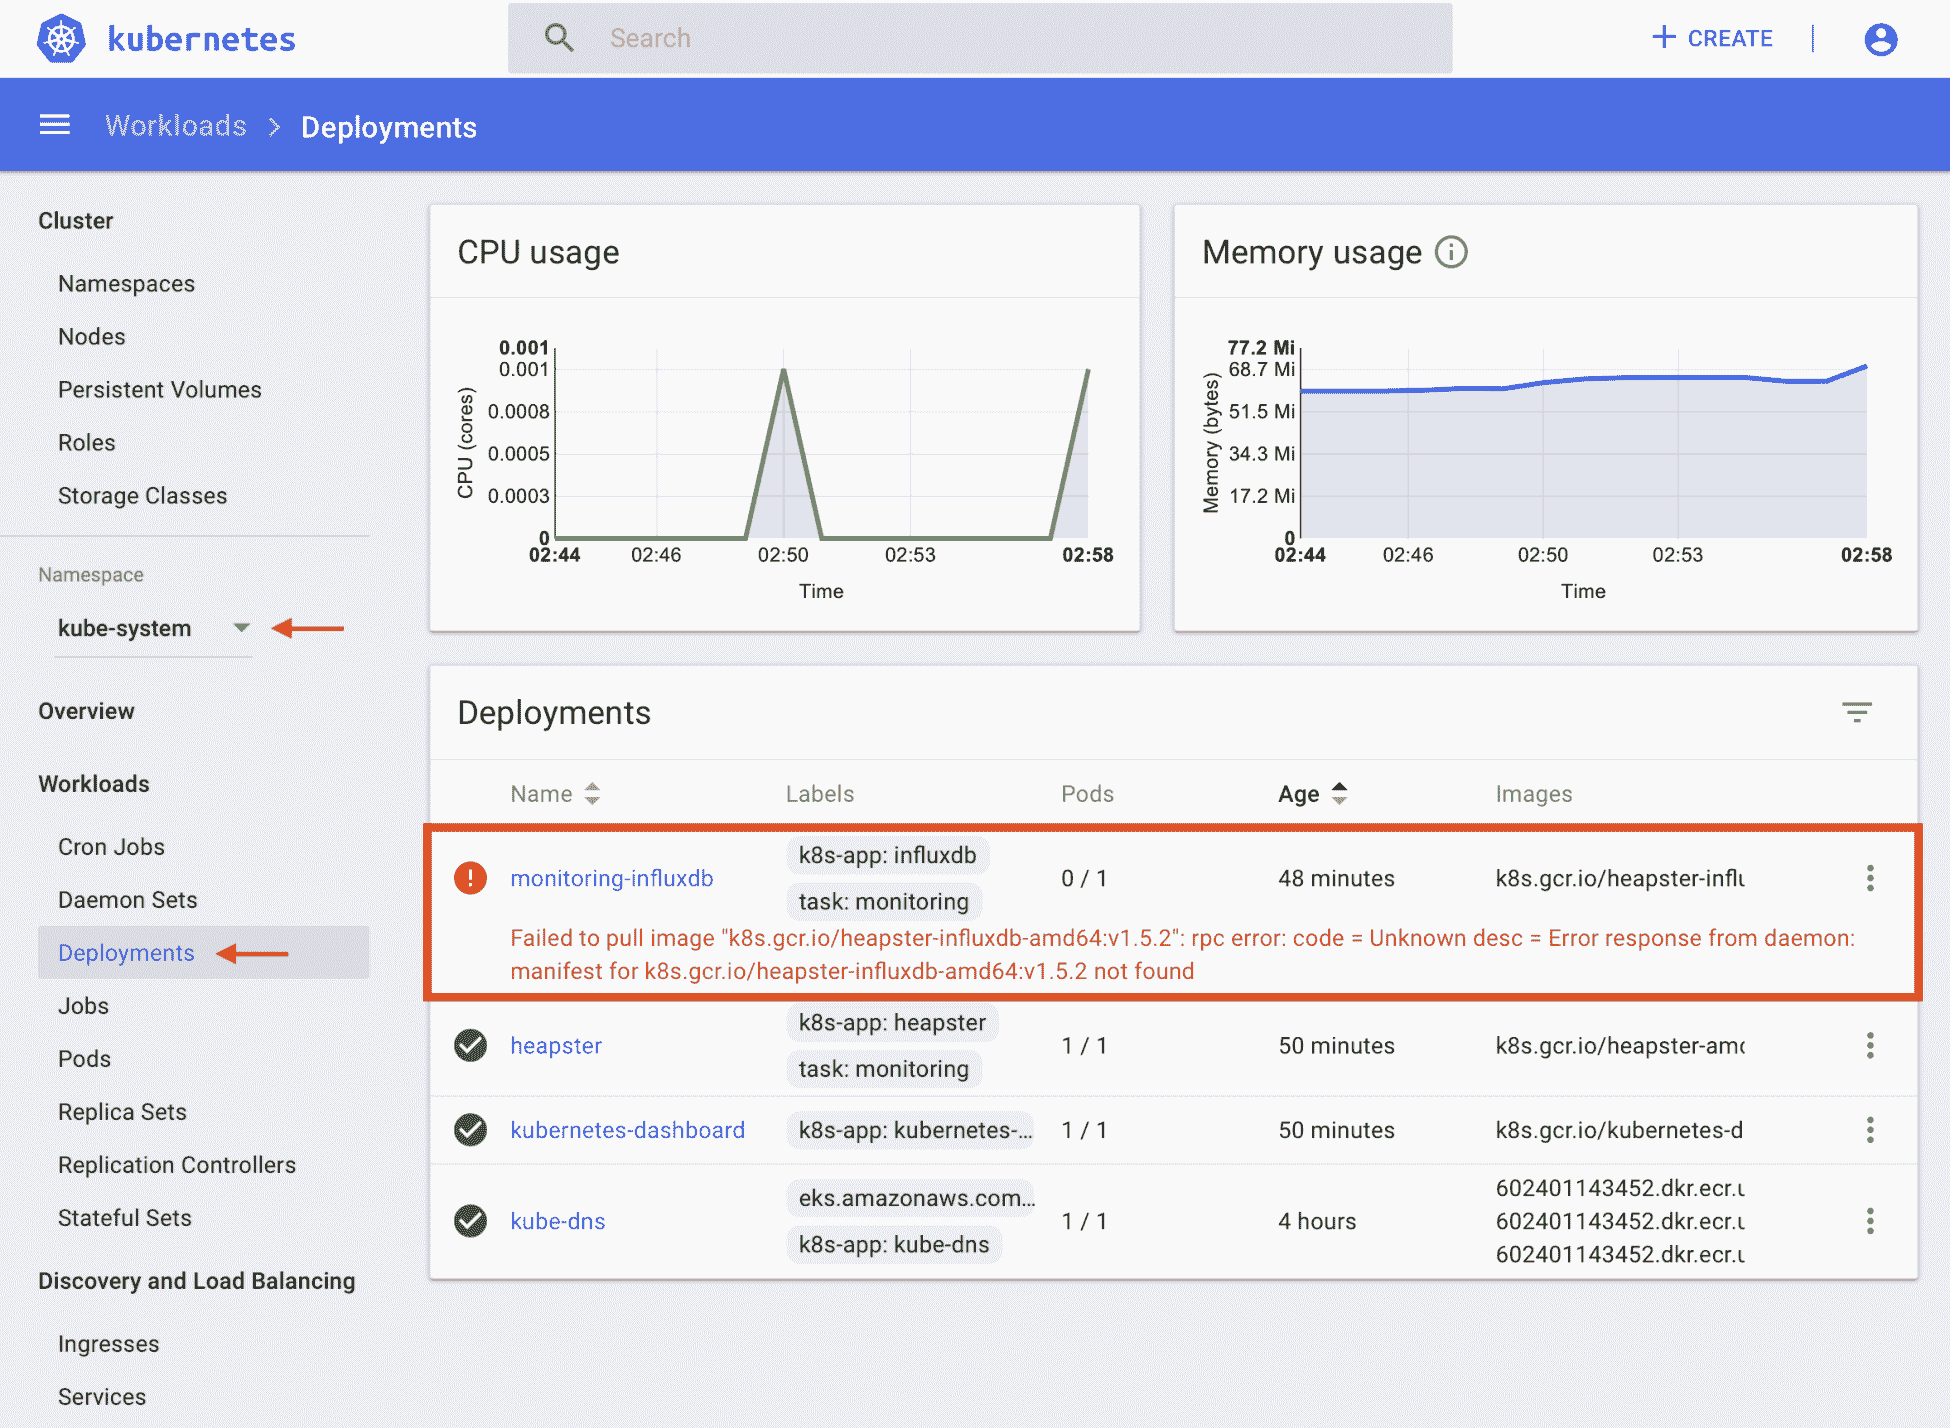 kubernetes
Search
CREATE
Workloads > Deployments
Cluster
Namespaces
Nodes
Persistent Volumes
Roles
Storage Classes
Namespace
kube-system
Overview
Workloads
Cron Jobs
Daemon Sets
Deployments
Jobs
Pods
Replica Sets
Replication Controllers
Stateful Sets
Discovery and Load Balancing
Ingresses
Services
CPU usage
CPU (cores)
0.001
0.001
0.0008
0.0005
0.0003
0
02:44 02:46 02:50 02:53 02:58
Time
Memory usage
Memory (bytes)
77.2 Mi
68.7 Mi
51.5 Mi
34.3 Mi
17.2 Mi
0
02:44 02:46 02:50 02:53 02:58
Time
Deployments
Name Labels Pods Age Images
monitoring-influxdb
k8s-app: influxdb
task: monitoring
0 / 1
48 minutes
k8s.gcr.io/heapster-influ
Failed to pull image "k8s.gcr.io/heapster-influxdb-amd64:v1.5.2": rpc error: code = Unknown desc = Error response from daemon:
manifest for k8s.gcr.io/heapster-influxdb-amd64:v1.5.2 not found
heapster
k8s-app: heapster
task: monitoring
1 / 1
50 minutes
k8s.gcr.io/heapster-amd
kubernetes-dashboard
k8s-app: kubernetes-...
1 / 1
50 minutes
k8s.gcr.io/kubernetes-d
kube-dns
eks.amazonaws.com...
k8s-app: kube-dns
1 / 1
4 hours
602401143452.dkr.ecr.u
602401143452.dkr.ecr.u
602401143452.dkr.ecr.u